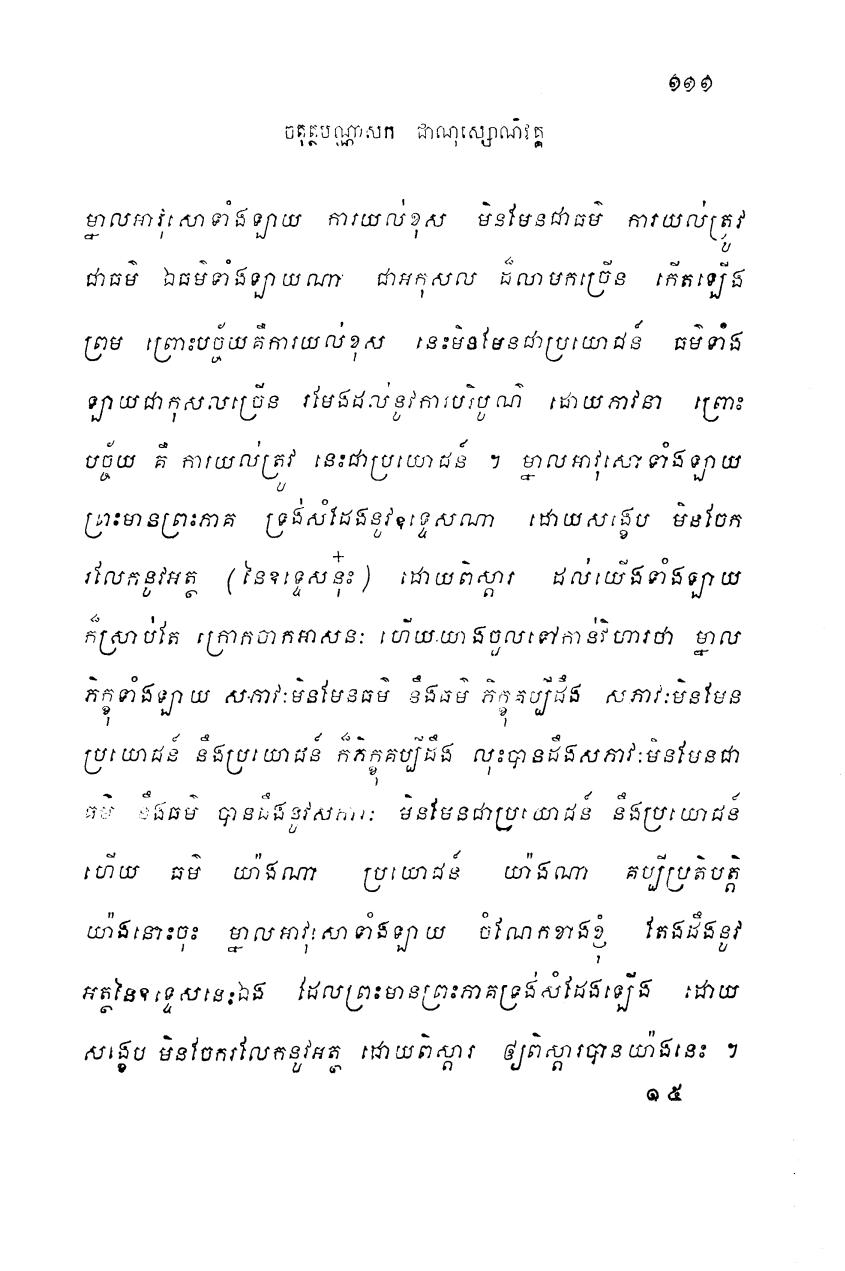 ១១១
ចតុត្ថបណ្ណាសក ជាណុស្សោណិវគ្គ
ម្នាលអាវុសោទាំងឡាយ ការយល់ខុស មិនមែនជាធម៌ ការយល់ត្រូវ
ជាធម៌ ឯធម៌ទាំងឡាយណា ជាអកុសល ដ៏លាមកច្រើន កើតឡើង
ព្រម ព្រោះបច្ច័យគឺការយល់ខុស នេះមិនមែនជាប្រយោជន៍ ធម៌ទាំង
ឡាយជាកុសលច្រើន រមែងដល់នូវការបរិបូណ៌ ដោយភាវនា ព្រោះ
បច្ច័យ គឺ ការយល់ត្រូវ នេះជាប្រយោជន៍ ។ ម្នាលអាវុសោទាំងឡាយ
ព្រះមានព្រះភាគ ទ្រង់សំដែងនូវឧទ្ទេសណា ដោយសង្ខេប មិនចែក
រលែកនូវអត្ថ (នៃឧទ្ទេសនុ៎ះ) ដោយពិស្តារ ដល់យើងទាំងឡាយ
ក៏ស្រាប់តែ ក្រោកចាកអាសនៈ ហើយយាងចូលទៅកាន់វិហារថា ម្នាល
ភិក្ខុទាំងឡាយ សភាវៈមិនមែនធម៌ នឹងធម៌ ភិក្ខុគប្បីដឹង សភាវៈមិនមែន
ប្រយោជន៍ នឹងប្រយោជន៍ ក៏ភិក្ខុគប្បីដឹង លុះបានដឹងសភាវៈមិនមែនជា
ធម៌ នឹងធម៌ បានដឹងនូវសភាវៈ មិនមែនជាប្រយោជន៍ នឹងប្រយោជន៍
ហើយ ធម៌ យ៉ាងណា ប្រយោជន៍ យ៉ាងណា គប្បីប្រតិបត្តិ
យ៉ាងនោះចុះ ម្នាលអាវុសោទាំងឡាយ ចំណែកខាងខ្ញុំ តែងដឹងនូវ
អត្ថនៃឧទ្ទេសនេះឯង ដែលព្រះមានព្រះភាគទ្រង់សំដែងឡើង ដោយ
សង្ខេប មិនចែករលែកនូវអត្ថ ដោយពិស្តារ ឲ្យពិស្តារបានយ៉ាងនេះ ។
១៥